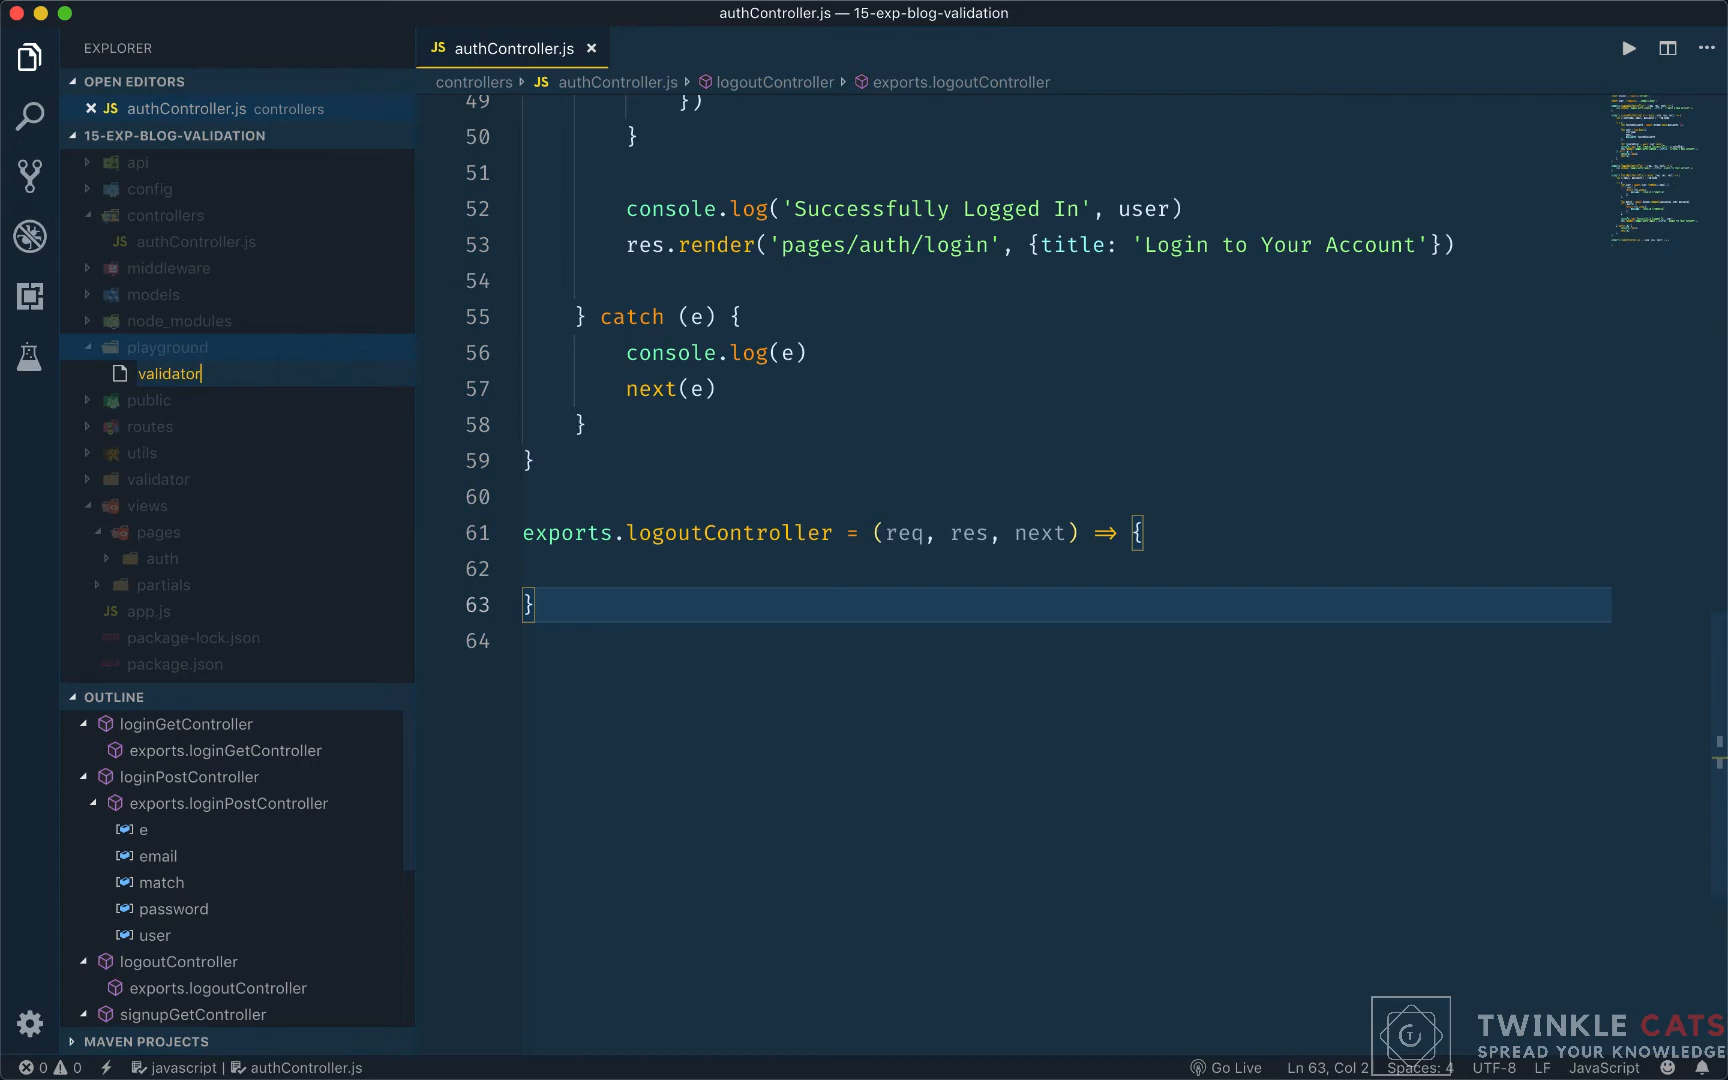 authController.js — 15-exp-blog-validation
EXPLORER
OPEN EDITORS
authController.js controllers
15-EXP-BLOG-VALIDATION
api
config
controllers
JS authController.js
middleware
models
node_modules
playground
validator
public
routes
utils
validator
views
pages
auth
partials
JS app.js
package-lock.json
package.json
OUTLINE
loginGetController
exports.loginGetController
loginPostController
exports.loginPostController
e
email
match
password
user
logoutController
exports.logoutController
signupGetController
MAVEN PROJECTS
JS authController.js
controllers JS authController.js logoutController exports.logoutController
49 })
50 }
51
52 console.log('Successfully Logged In', user)
53 res.render('pages/auth/login', {title: 'Login to Your Account'})
54
55 } catch (e) {
56 console.log(e)
57 next(e)
58 }
59 }
60
61 exports.logoutController = (req, res, next) => {
62
63 }
64
TWINKLE CATS
SPREAD YOUR KNOWLEDGE
0 0 javascript | authController.js Go Live Ln 63, Col 2 Spaces: 4 UTF-8 LF JavaScript